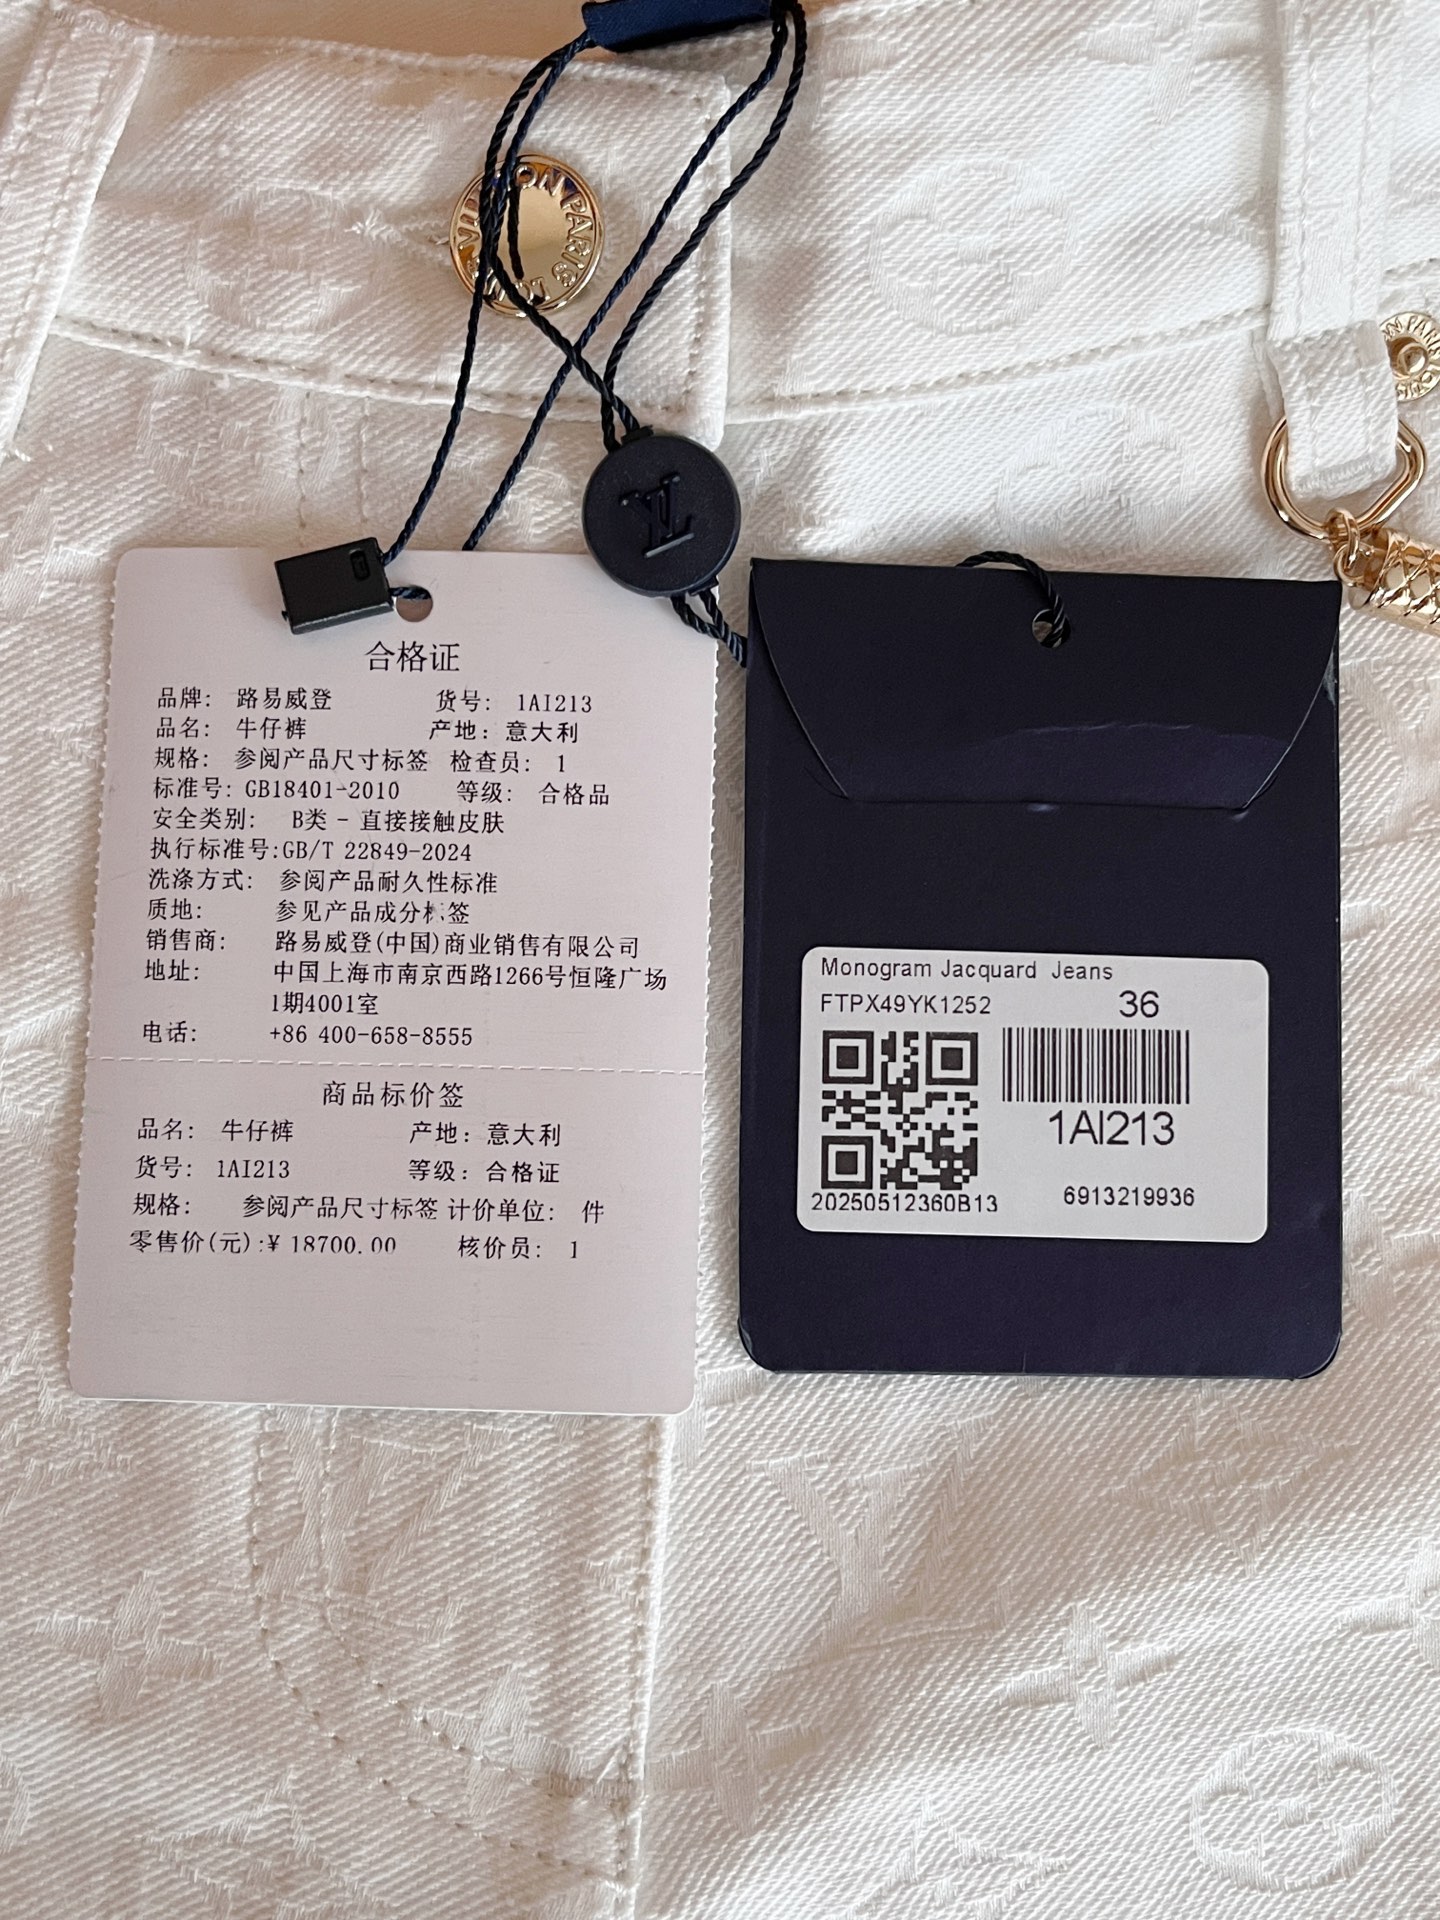 合格证
品牌: 路易威登 货号: 1AI213
品名: 牛仔裤 产地: 意大利
规格: 参阅产品尺寸标签 检查员: 1
标准号: GB18401-2010 等级: 合格品
安全类别: B类 - 直接接触皮肤
执行标准号:GB/T 22849-2024
洗涤方式: 参阅产品耐久性标准
质地: 参见产品成分标签
销售商: 路易威登(中国)商业销售有限公司
地址: 中国上海市南京西路1266号恒隆广场
1期4001室
电话: +86 400-658-8555
商品标价签
品名: 牛仔裤 产地: 意大利
货号: 1AI213 等级: 合格证
规格: 参阅产品尺寸标签 计价单位: 件
零售价(元):¥ 18700.00 核价员: 1
Monogram Jacquard Jeans
FTPX49YK1252 36
1AI213
20250512360B13 6913219936
LV